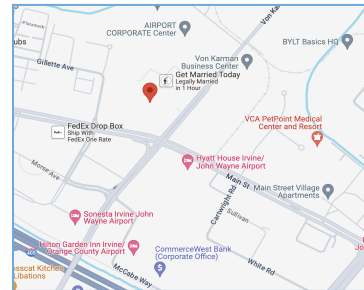 AIRPORT
CORPORATE Center
Von Karman
BYLT Basics HQ
ubs
Gillette Ave
Von Karman
Business Center
Get Married Today
Legally Married
in 1 Hour
VCA PetPoint Medical
Center and Resort
FedEx Drop Box
Ship With
FedEx One Rate
Hyatt House Irvine/
John Wayne Airport
Morse Ave
Main St
Main Street Village
Apartments
Cartwright Rd
Sullivan
Sonesta Irvine John
Wayne Airport
Hilton Garden Inn Irvine/
Orange County Airport
CommerceWest Bank
(Corporate Office)
Jo
405
osscat Kitchen
Libations
McCabe Way
White Rd